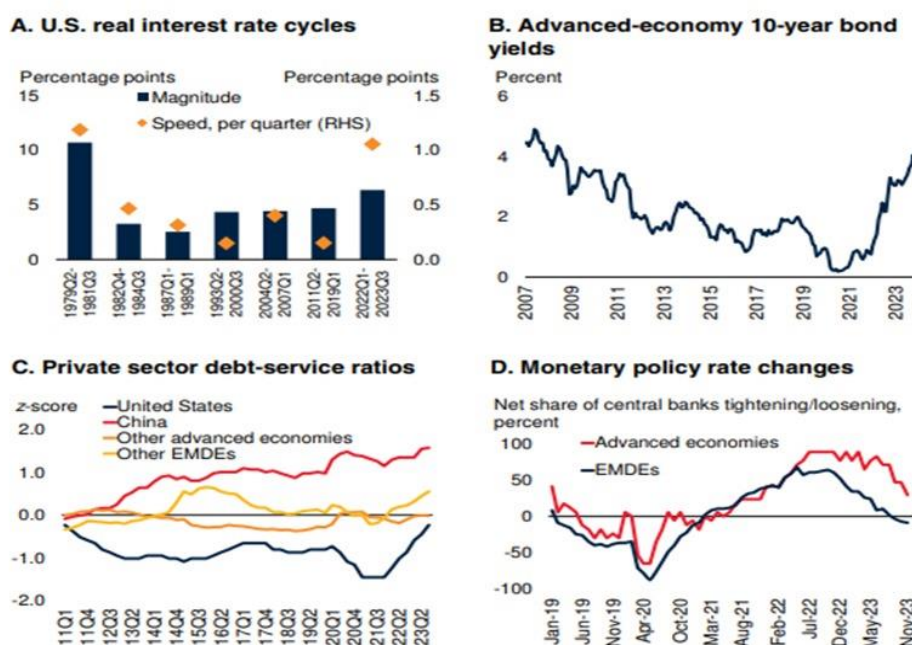 A. U.S. real interest rate cycles
Percentage points
Percentage points
15
1.5
Magnitude
Speed, per quarter (RHS)
10
1.0
5
0.5
0
0.0
1979Q2-
1981Q3
1982Q4-
1984Q3
1987Q1-
1989Q1
1993Q2-
2000Q3
2004Q2-
2007Q1
2011Q2-
2019Q1
2022Q1-
2023Q3
B. Advanced-economy 10-year bond
yields
Percent
6
4
2
0
2007
2009
2011
2013
2015
2017
2019
2021
2023
C. Private sector debt-service ratios
z-score
United States
China
Other advanced economies
Other EMDEs
2.0
1.0
0.0
-1.0
-2.0
11Q1
11Q4
12Q3
13Q2
14Q1
14Q4
15Q3
16Q2
17Q1
17Q4
18Q3
19Q2
20Q1
20Q4
21Q3
22Q2
23Q2
D. Monetary policy rate changes
Net share of central banks tightening/loosening,
percent
100
Advanced economies
EMDEs
50
0
-50
-100
Jan-19
Jun-19
Nov-19
Apr-20
Oct-20
Mar-21
Aug-21
Feb-22
Jul-22
Dec-22
May-23
Nov-23